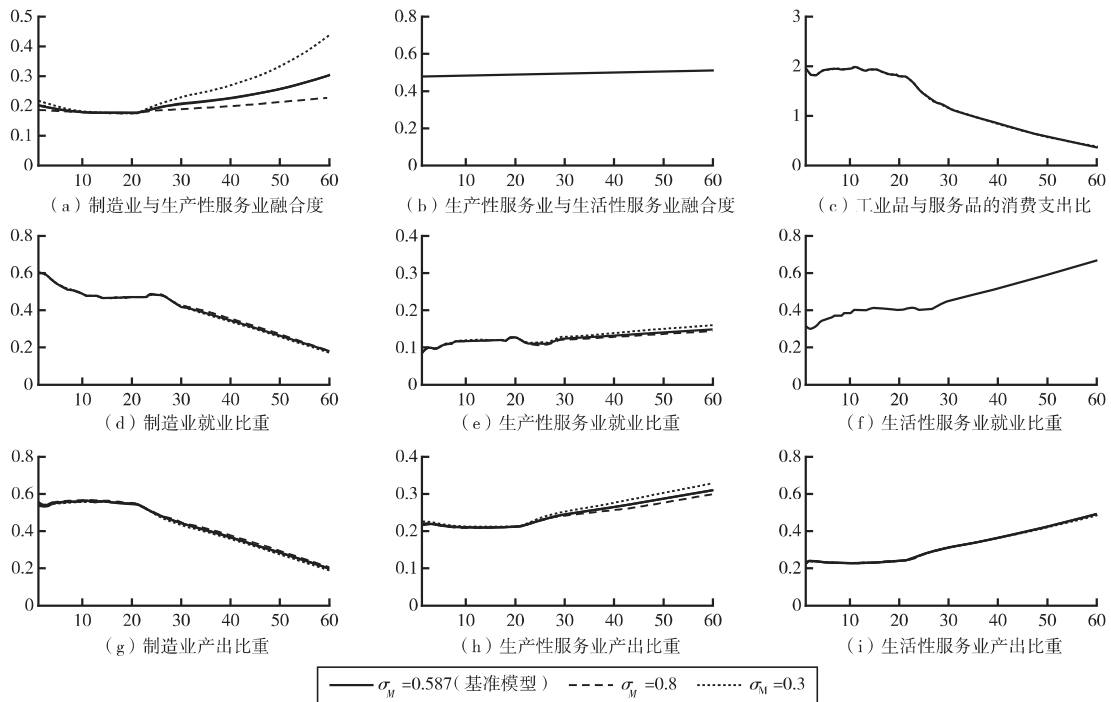 0.5
0.4
0.3
0.2
0.1
0
10 20 30 40 50 60
（a）制造业与生产性服务业融合度
0.8
0.6
0.4
0.2
0
10 20 30 40 50 60
（b）生产性服务业与生活性服务业融合度
3
2
1
0
10 20 30 40 50 60
（c）工业品与服务品的消费支出比
0.8
0.6
0.4
0.2
0
10 20 30 40 50 60
（d）制造业就业比重
0.4
0.3
0.2
0.1
0
10 20 30 40 50 60
（e）生产性服务业就业比重
0.8
0.6
0.4
0.2
0
10 20 30 40 50 60
（f）生活性服务业就业比重
0.8
0.6
0.4
0.2
0
10 20 30 40 50 60
（g）制造业产出比重
0.4
0.3
0.2
0.1
0
10 20 30 40 50 60
（h）生产性服务业产出比重
0.8
0.6
0.4
0.2
0
10 20 30 40 50 60
（i）生活性服务业产出比重
σM =0.587（基准模型） σM =0.8 σM =0.3